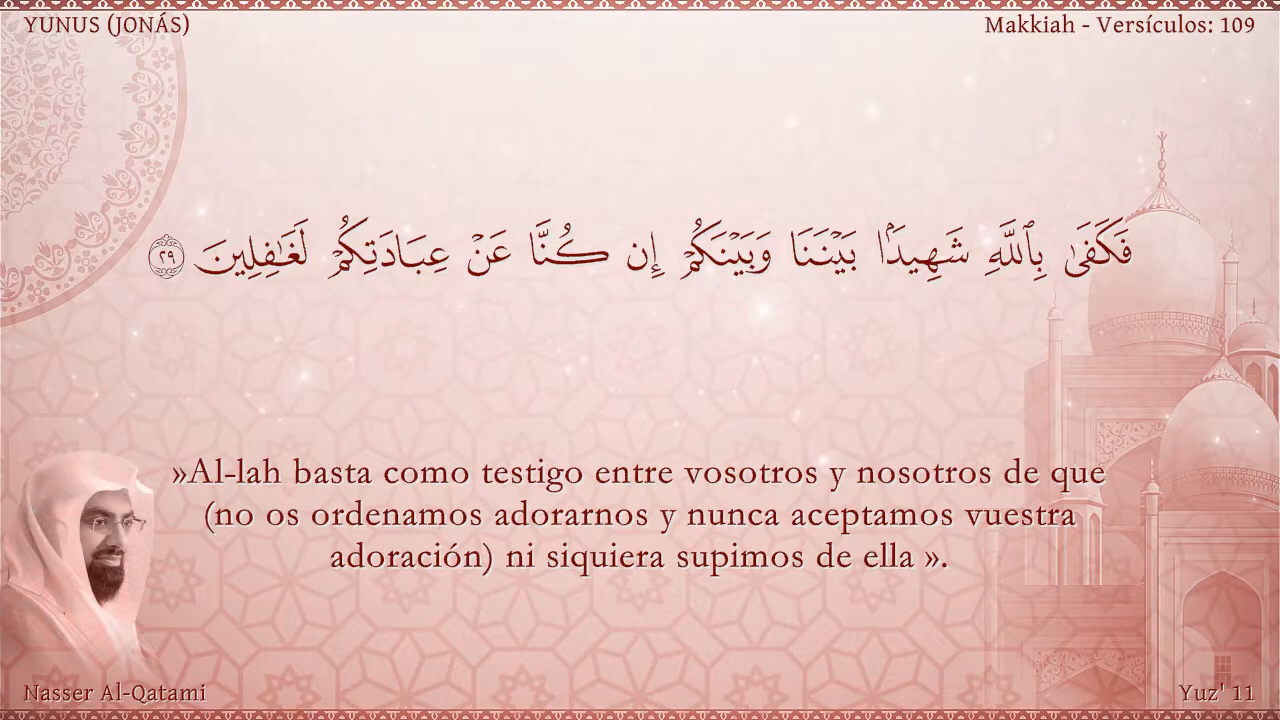 YUNUS (JONÁS)
Makkiah - Versículos: 109
فَكَفَىٰ بِٱللَّهِ شَهِيدَۢا بَيۡنَنَا وَبَيۡنَكُمۡ إِن كُنَّا عَنۡ عِبَادَتِكُمۡ لَغَٰفِلِينَ ٢٩
»Al-lah basta como testigo entre vosotros y nosotros de que
(no os ordenamos adorarnos y nunca aceptamos vuestra
adoración) ni siquiera supimos de ella ».
Nasser Al-Qatami
Yuz' 11